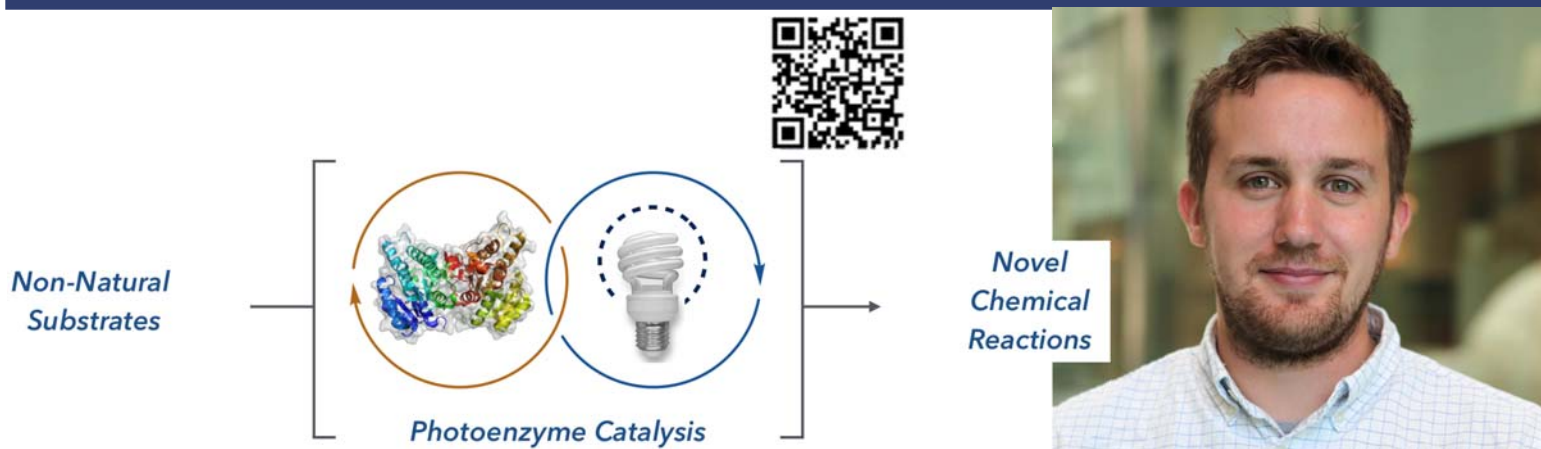 Non-Natural
Substrates
Photoenzyme Catalysis
Novel
Chemical
Reactions